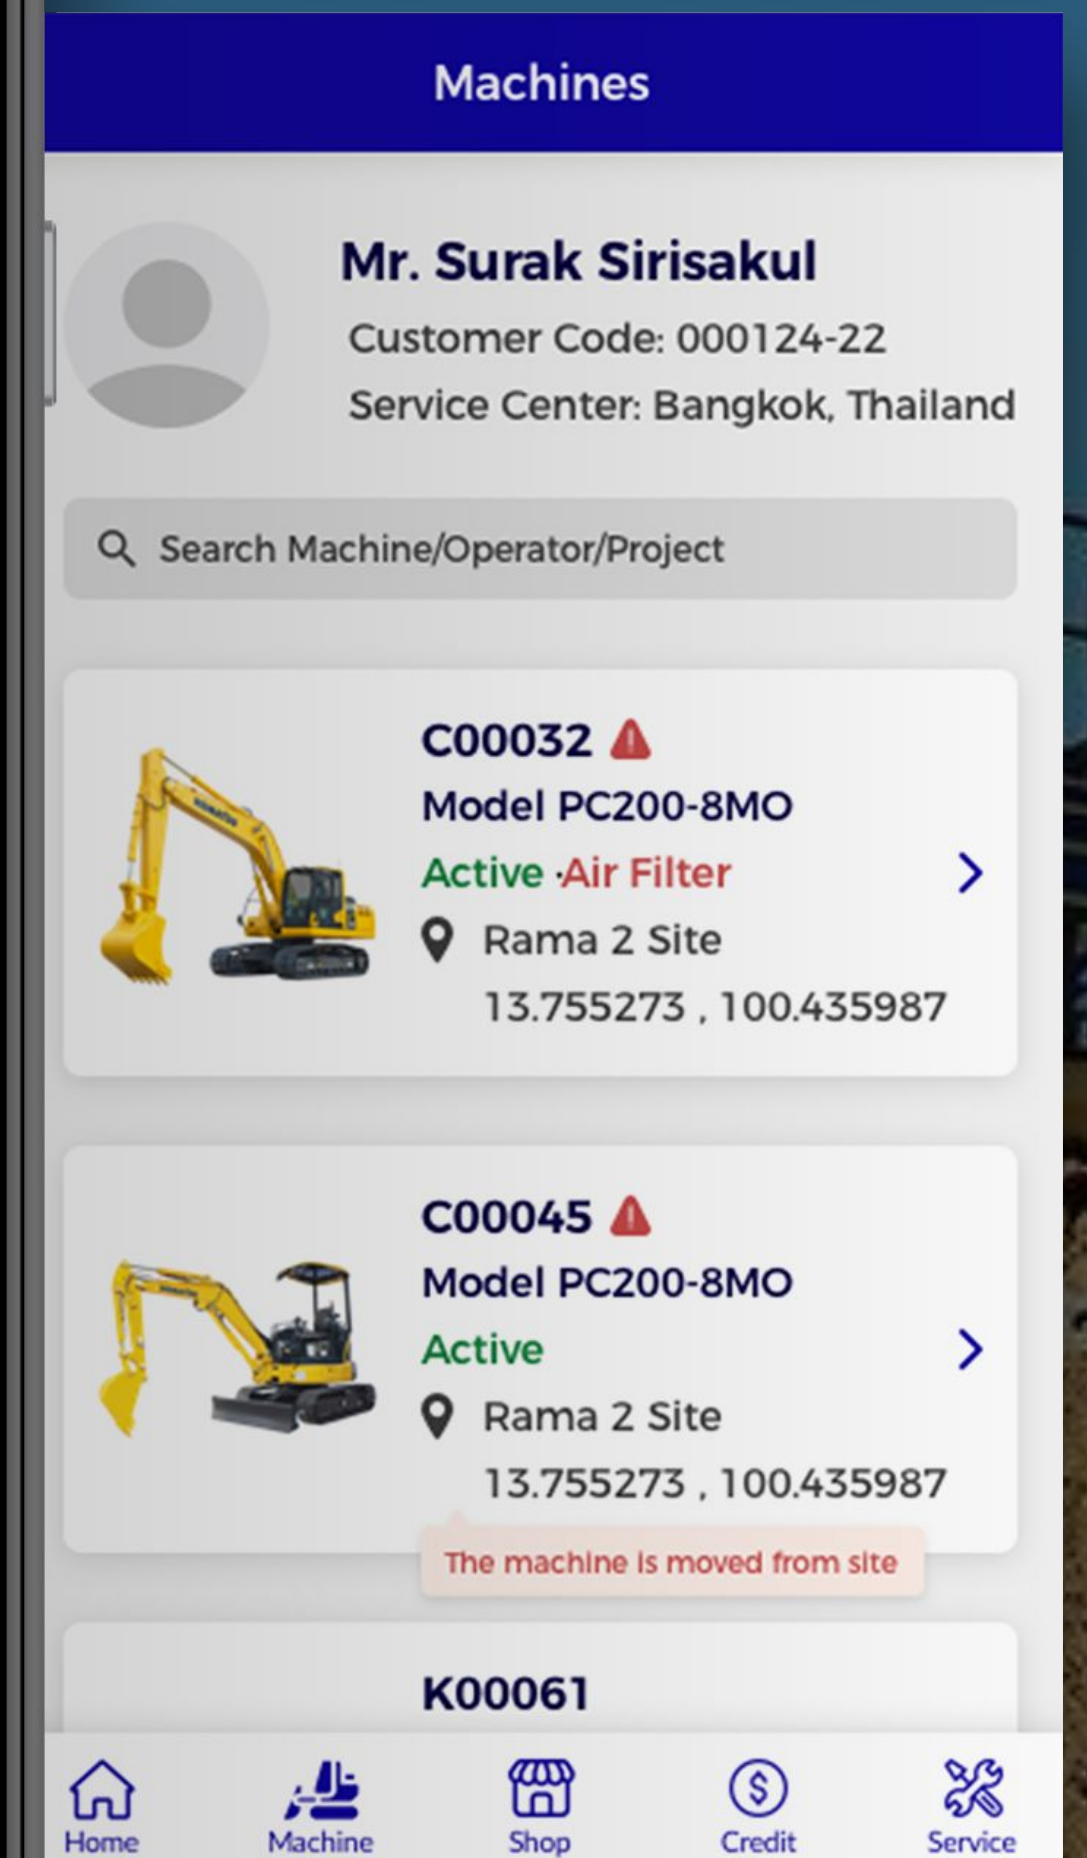 Machines
Mr. Surak Sirisakul
Customer Code: 000124-22
Service Center: Bangkok, Thailand
Search Machine/Operator/Project
C00032
Model PC200-8MO
Active ·Air Filter
Rama 2 Site
13.755273 , 100.435987
C00045
Model PC200-8MO
Active
Rama 2 Site
13.755273 , 100.435987
The machine is moved from site
K00061
Home
Machine
Shop
Credit
Service